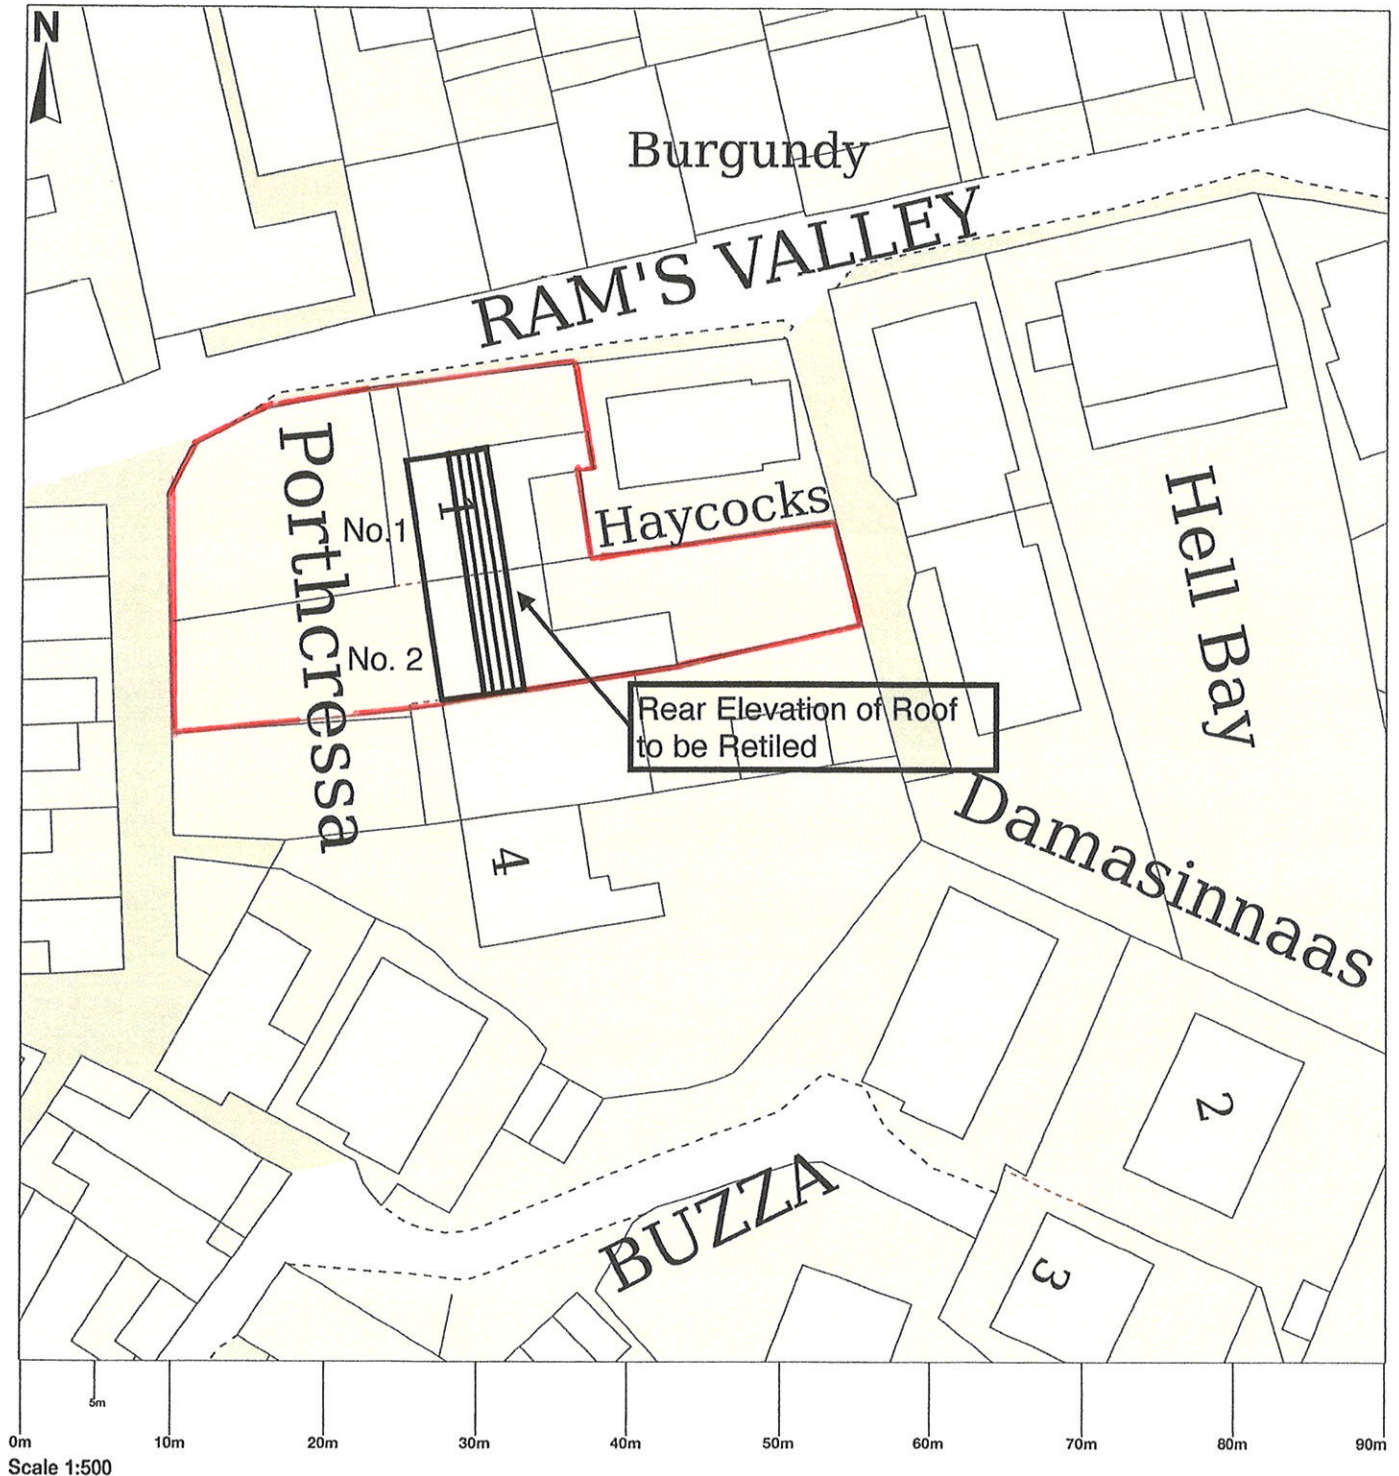 N
Burgundy
RAM'S VALLEY
Porthcressa
1
No.1
Haycocks
Hell Bay
No. 2
Rear Elevation of Roof
to be Retiled
Damasinnaas
4
2
BUZZA
3
5m
0m 10m 20m 30m 40m 50m 60m 70m 80m 90m
Scale 1:500